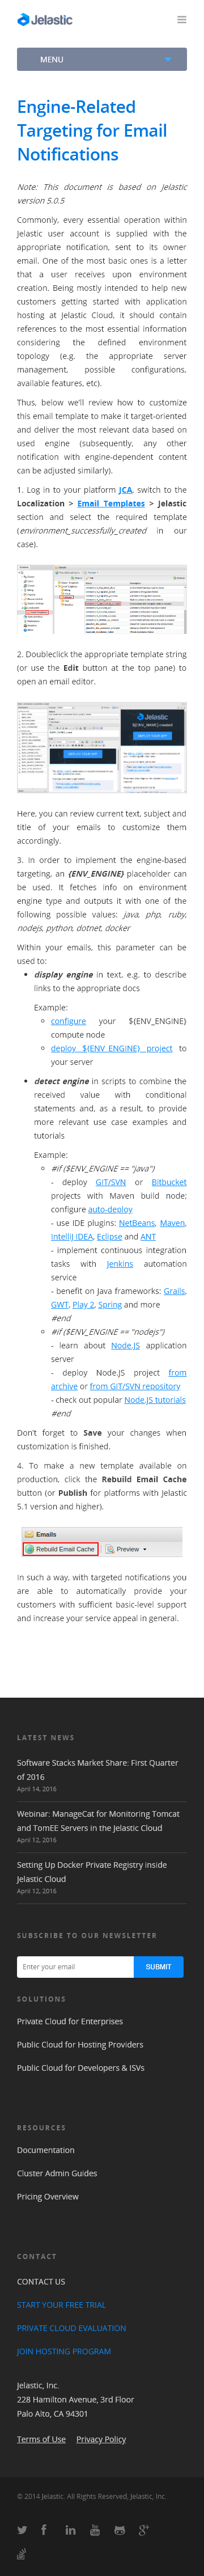 Jelastic
MENU
Engine-Related
Targeting for Email
Notifications
Note: This document is based on Jelastic
version 5.0.5
Commonly, every essential operation within
Jelastic user account is supplied with the
appropriate notification, sent to its owner
email. One of the most basic ones is a letter
that a user receives upon environment
creation. Being mostly intended to help new
customers getting started with application
hosting at Jelastic Cloud, it should contain
references to the most essential information
considering the defined environment
topology (e.g. the appropriate server
management, possible configurations,
available features, etc).
Thus, below we'll review how to customize
this email template to make it target-oriented
and deliver the most relevant data based on
used engine (subsequently, any other
notification with engine-dependent content
can be adjusted similarly).
1. Log in to your platform JCA, switch to the
Localization > Email Templates > Jelastic
section and select the required template
(environment_successfully_created in our
case).
2. Doubleclick the appropriate template string
(or use the Edit button at the top pane) to
open an email editor.
Jelastic
Here, you can review current text, subject and
title of your emails to customize them
accordingly.
3. In order to implement the engine-based
targeting, an {ENV_ENGINE} placeholder can
be used. It fetches info on environment
engine type and outputs it with one of the
following possible values: java, php, ruby,
nodejs, python, dotnet, docker
Within your emails, this parameter can be
used to:
display engine in text, e.g. to describe
links to the appropriate docs
Example:
configure your ${ENV_ENGINE}
compute node
deploy ${ENV_ENGINE} project to
your server
detect engine in scripts to combine the
received value with conditional
statements and, as a result, to provide
more relevant use case examples and
tutorials
Example:
#if ($ENV_ENGINE == "java")
- deploy GIT/SVN or Bitbucket
projects with Maven build node;
configure auto-deploy
- use IDE plugins: NetBeans, Maven,
IntelliJ IDEA, Eclipse and ANT
- implement continuous integration
tasks with Jenkins automation
service
- benefit on Java frameworks: Grails,
GWT, Play 2, Spring and more
#end
#if ($ENV_ENGINE == "nodejs")
- learn about Node.JS application
server
- deploy Node.JS project from
archive or from GIT/SVN repository
- check out popular Node.JS tutorials
#end
Don't forget to Save your changes when
customization is finished.
4. To make a new template available on
production, click the Rebuild Email Cache
button (or Publish for platforms with Jelastic
5.1 version and higher).
Emails
Rebuild Email Cache Preview
In such a way, with targeted notifications you
are able to automatically provide your
customers with sufficient basic-level support
and increase your service appeal in general.
LATEST NEWS
Software Stacks Market Share: First Quarter
of 2016
April 14, 2016
Webinar: ManageCat for Monitoring Tomcat
and TomEE Servers in the Jelastic Cloud
April 12, 2016
Setting Up Docker Private Registry inside
Jelastic Cloud
April 12, 2016
SUBSCRIBE TO OUR NEWSLETTER
Enter your email SUBMIT
SOLUTIONS
Private Cloud for Enterprises
Public Cloud for Hosting Providers
Public Cloud for Developers & ISVs
RESOURCES
Documentation
Cluster Admin Guides
Pricing Overview
CONTACT
CONTACT US
START YOUR FREE TRIAL
PRIVATE CLOUD EVALUATION
JOIN HOSTING PROGRAM
Jelastic, Inc.
228 Hamilton Avenue, 3rd Floor
Palo Alto, CA 94301
Terms of Use Privacy Policy
© 2014 Jelastic. All Rights Reserved, Jelastic, Inc.